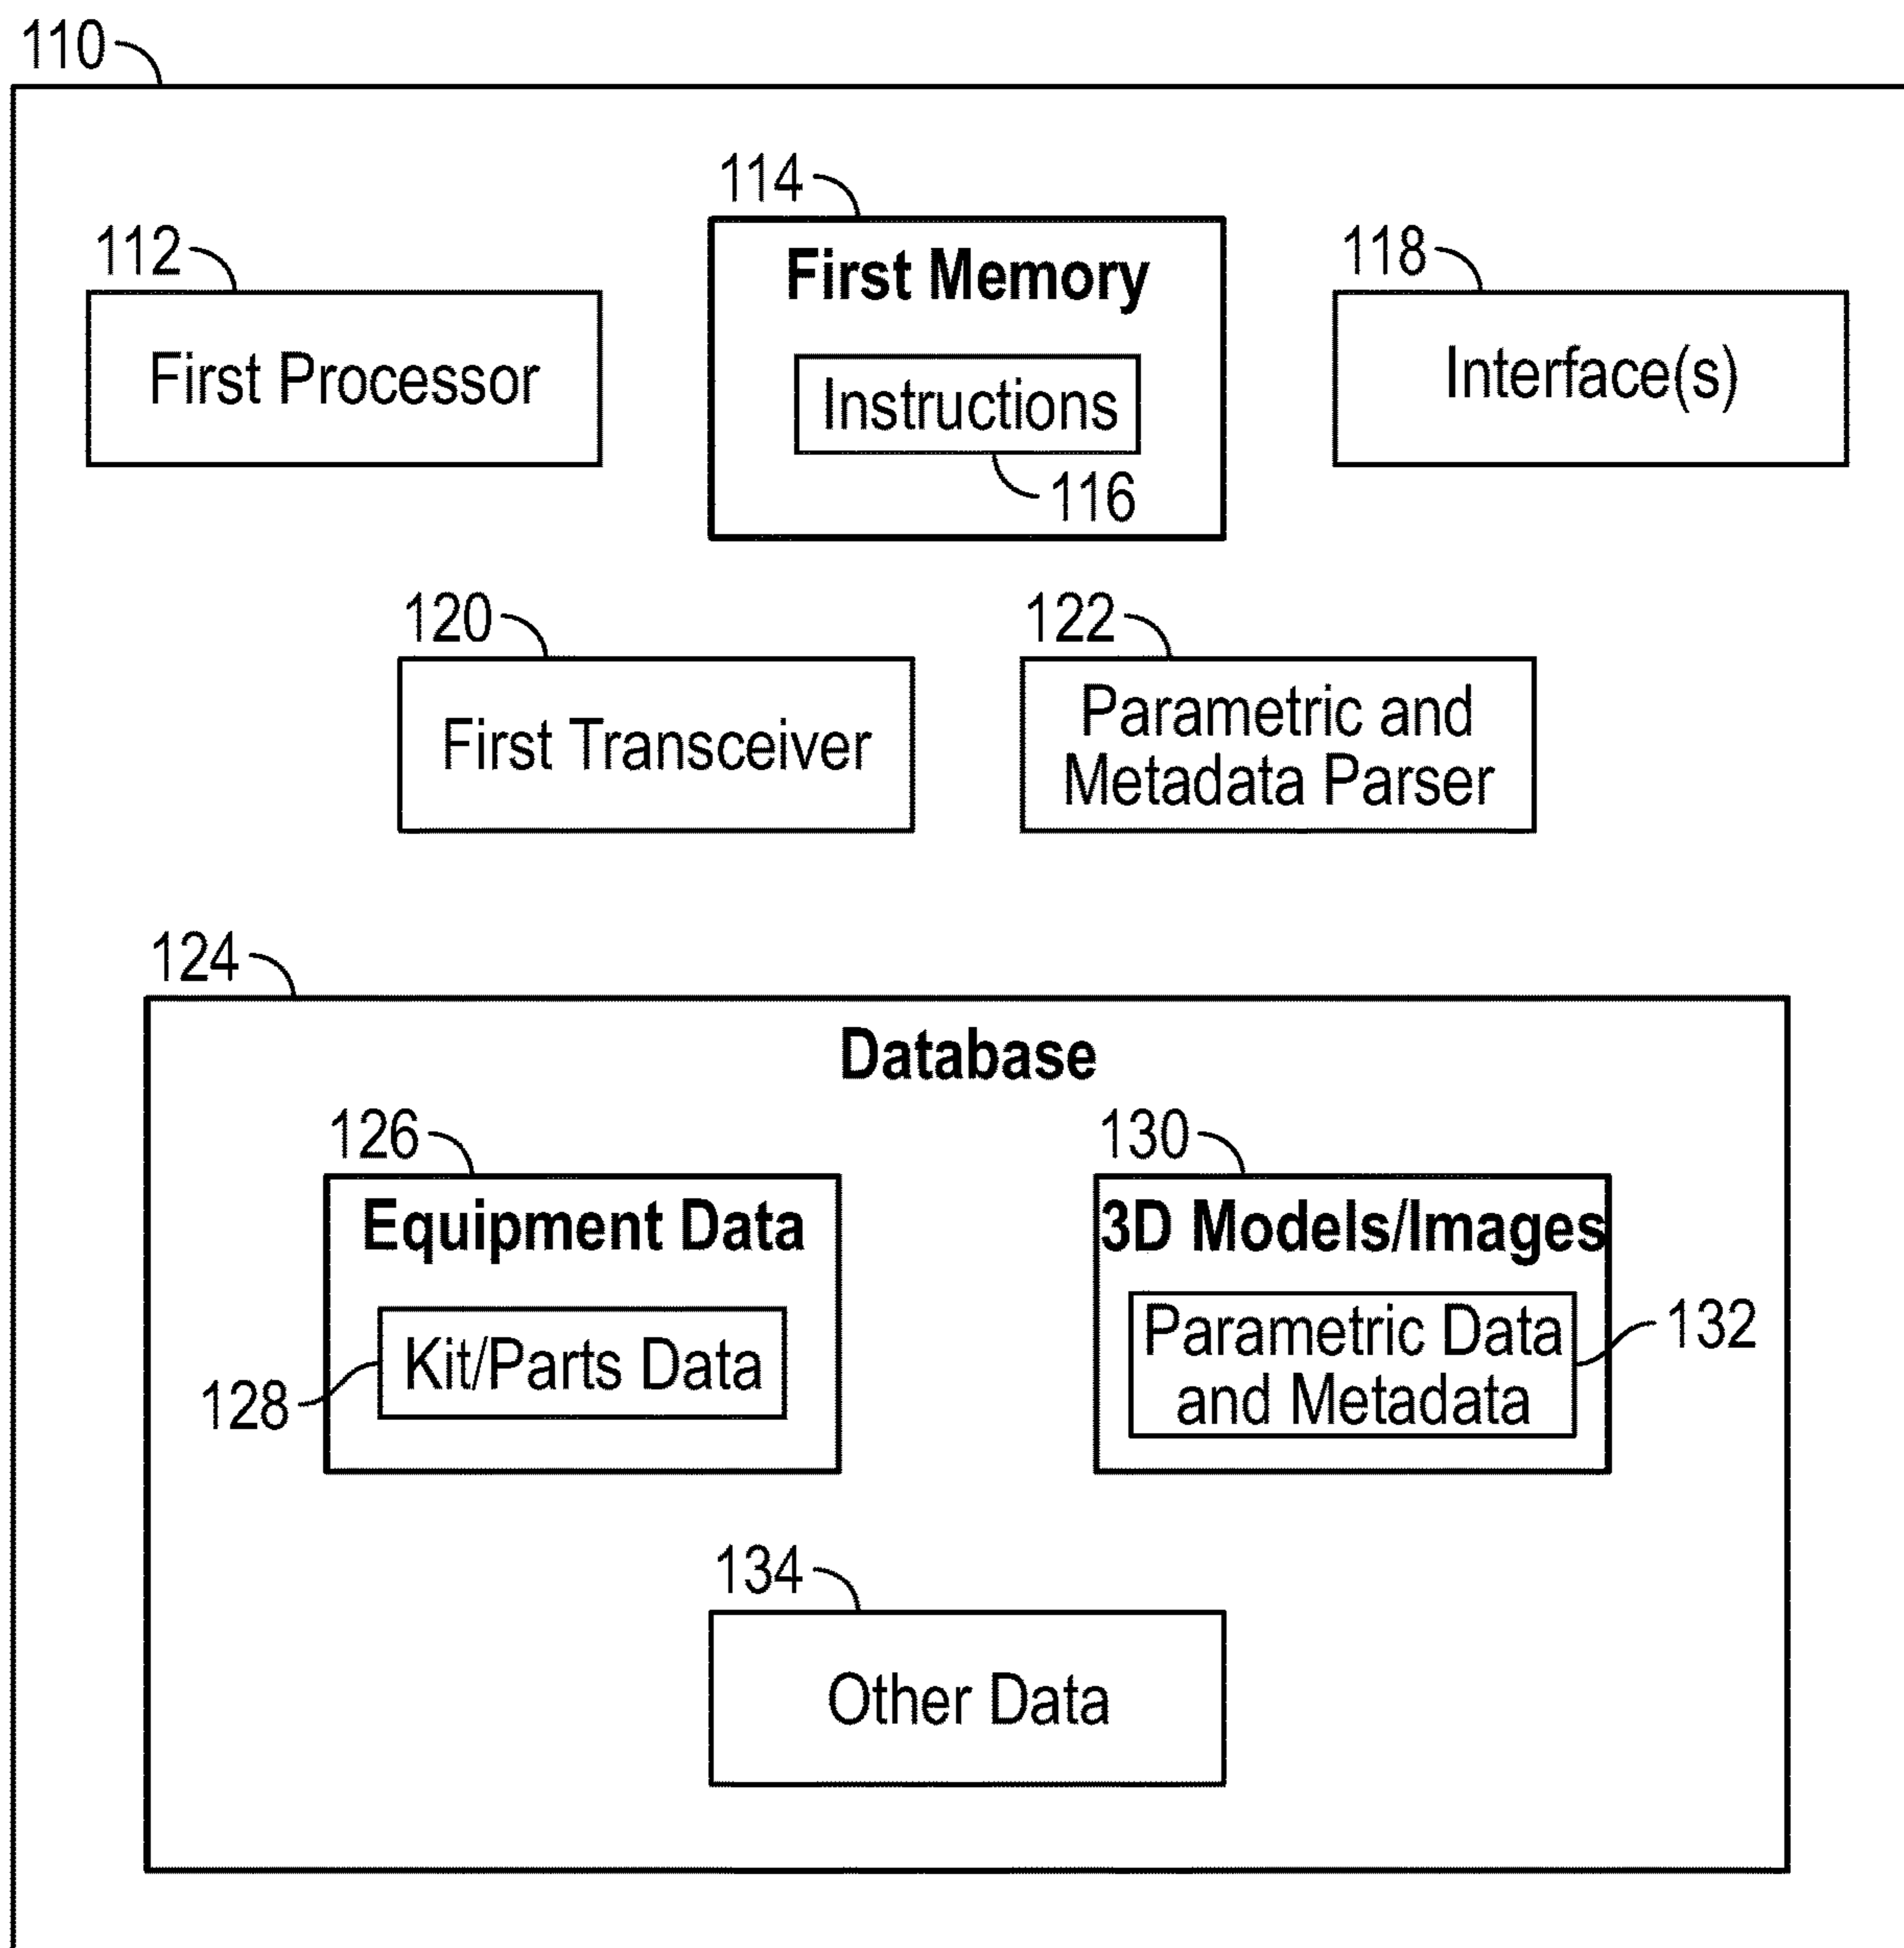 110
114
112
118
First Memory
First Processor
Instructions
Interface(s)
116
120
122
First Transceiver
Parametric and
Metadata Parser
124
Database
126
130
Equipment Data
3D Models/Images
Kit/Parts Data
128
Parametric Data
and Metadata
132
134
Other Data